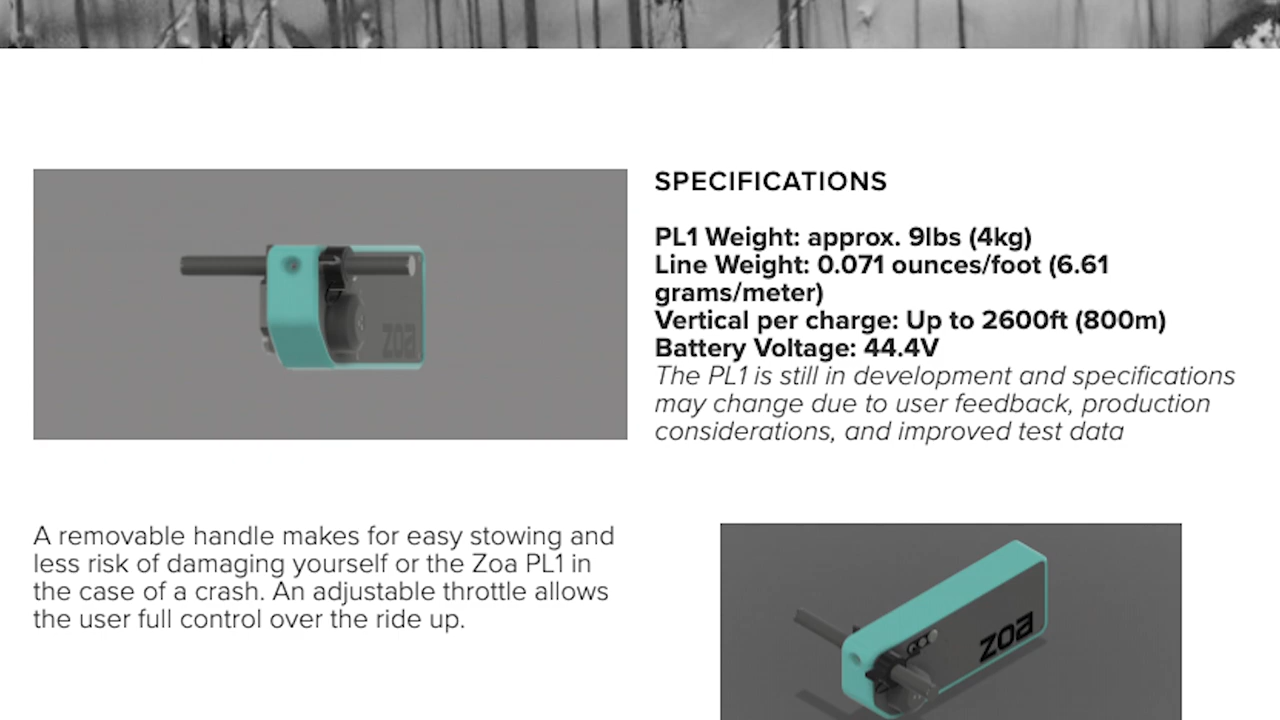 SPECIFICATIONS
PL1 Weight: approx. 9lbs (4kg)
Line Weight: 0.071 ounces/foot (6.61
grams/meter)
Vertical per charge: Up to 2600ft (800m)
Battery Voltage: 44.4V
The PL1 is still in development and specifications
may change due to user feedback, production
considerations, and improved test data
zoa
A removable handle makes for easy stowing and
less risk of damaging yourself or the Zoa PL1 in
the case of a crash. An adjustable throttle allows
the user full control over the ride up.
zoa